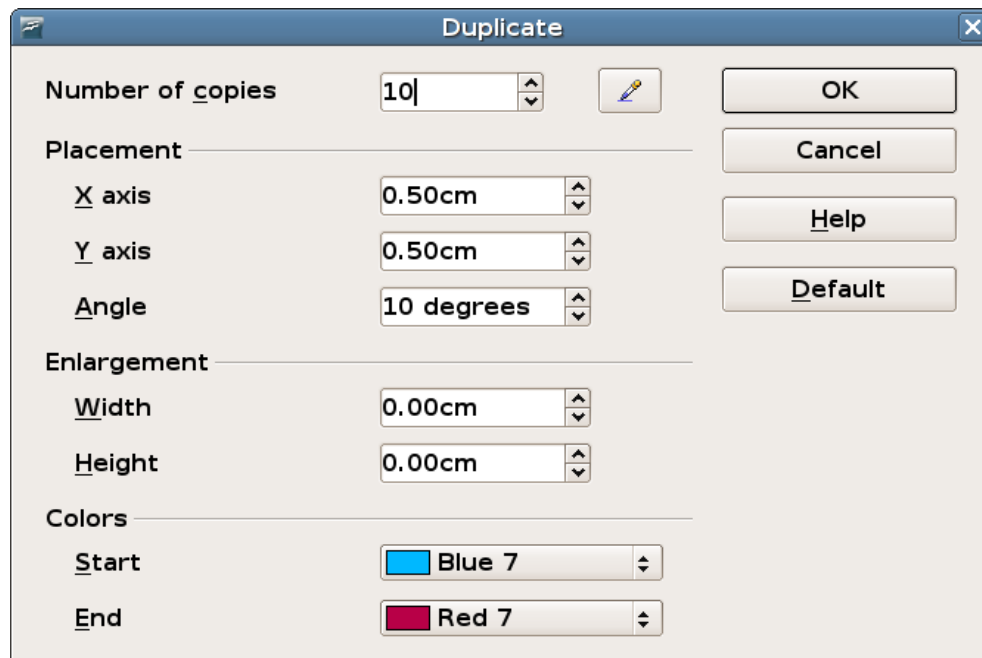 Duplicate
Number of copies 10 OK
Placement Cancel
X axis 0.50cm Help
Y axis 0.50cm
Angle 10 degrees Default
Enlargement
Width 0.00cm
Height 0.00cm
Colors
Start Blue 7
End Red 7